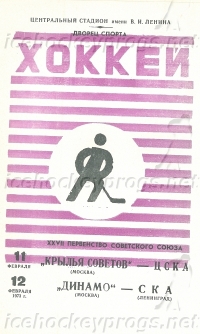 ЦЕНТРАЛЬНЫЙ СТАДИОН имени В. И. ЛЕНИНА
ДВОРЕЦ СПОРТА
ХОККЕЙ
XXVII ПЕРВЕНСТВО СОВЕТСКОГО СОЮЗА
11 ФЕВРАЛЯ „КРЫЛЬЯ СОВЕТОВ" — ЦСКА
(МОСКВА)
12 ФЕВРАЛЯ „ДИНАМО" — СКА
1973 г. (МОСКВА) (ЛЕНИНГРАД)
icehockeyprogs.net